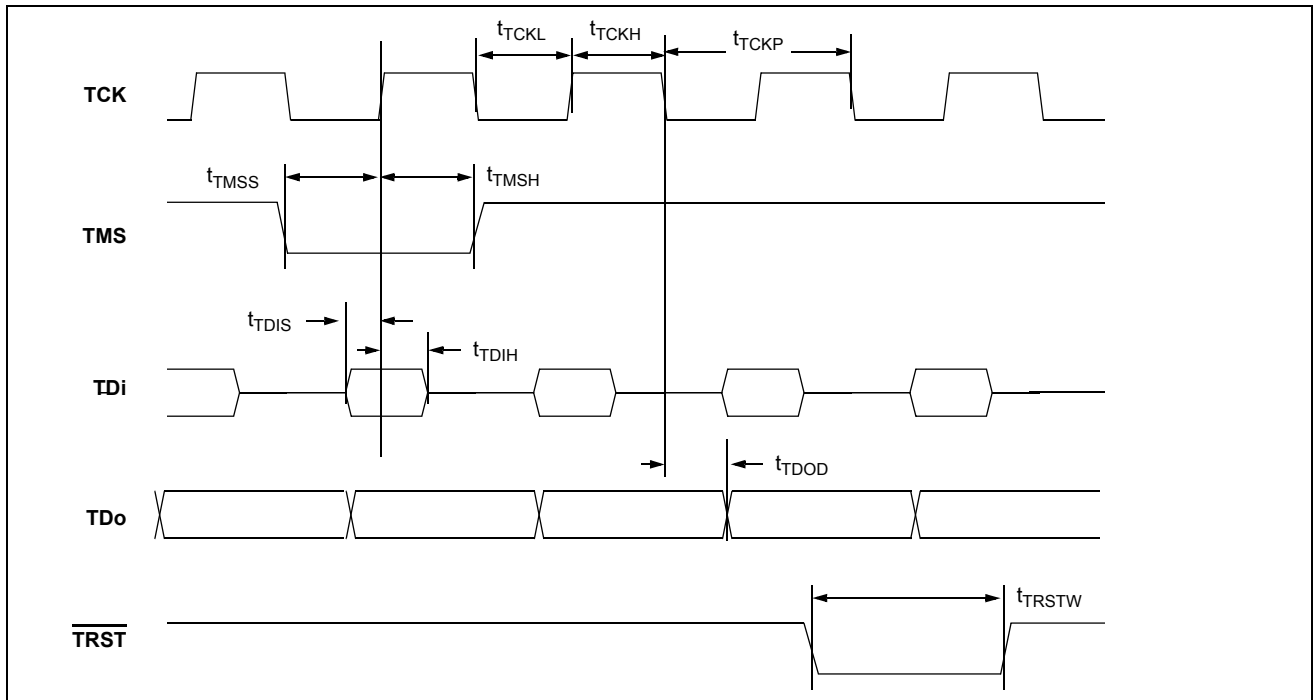 tTCKL tTCKH tTCKP
TCK
tTMSS tTMSH
TMS
tTDIS
tTDIH
TDi
tTDOD
TDo
tTRSTW
TRST